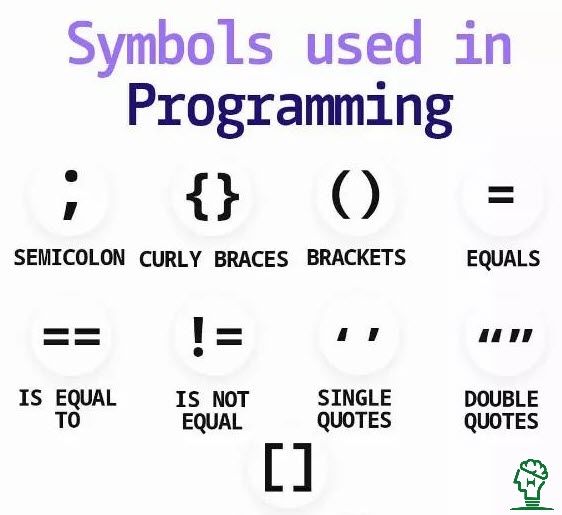 Symbols used in
Programming
; {} () =
SEMICOLON CURLY BRACES BRACKETS EQUALS
== != ‘ ’ “”
IS EQUAL IS NOT SINGLE DOUBLE
TO EQUAL QUOTES QUOTES
[]